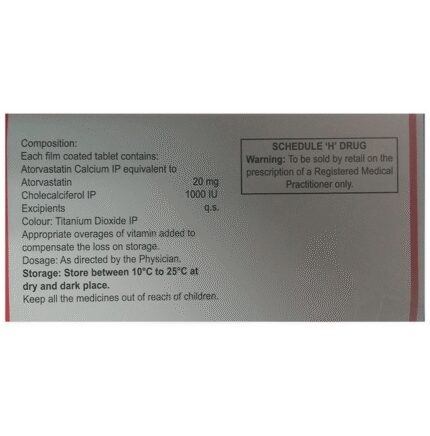 Composition:
Each film coated tablet contains:
Atorvastatin Calcium IP equivalent to
Atorvastatin 20 mg
Cholecalciferol IP 1000 IU
Excipients q.s.
Colour: Titanium Dioxide IP
Appropriate overages of vitamin added to
compensate the loss on storage.
Dosage: As directed by the Physician.
Storage: Store between 10°C to 25°C at
dry and dark place.
Keep all the medicines out of reach of children.
SCHEDULE 'H' DRUG
Warning: To be sold by retail on the
prescription of a Registered Medical
Practitioner only.